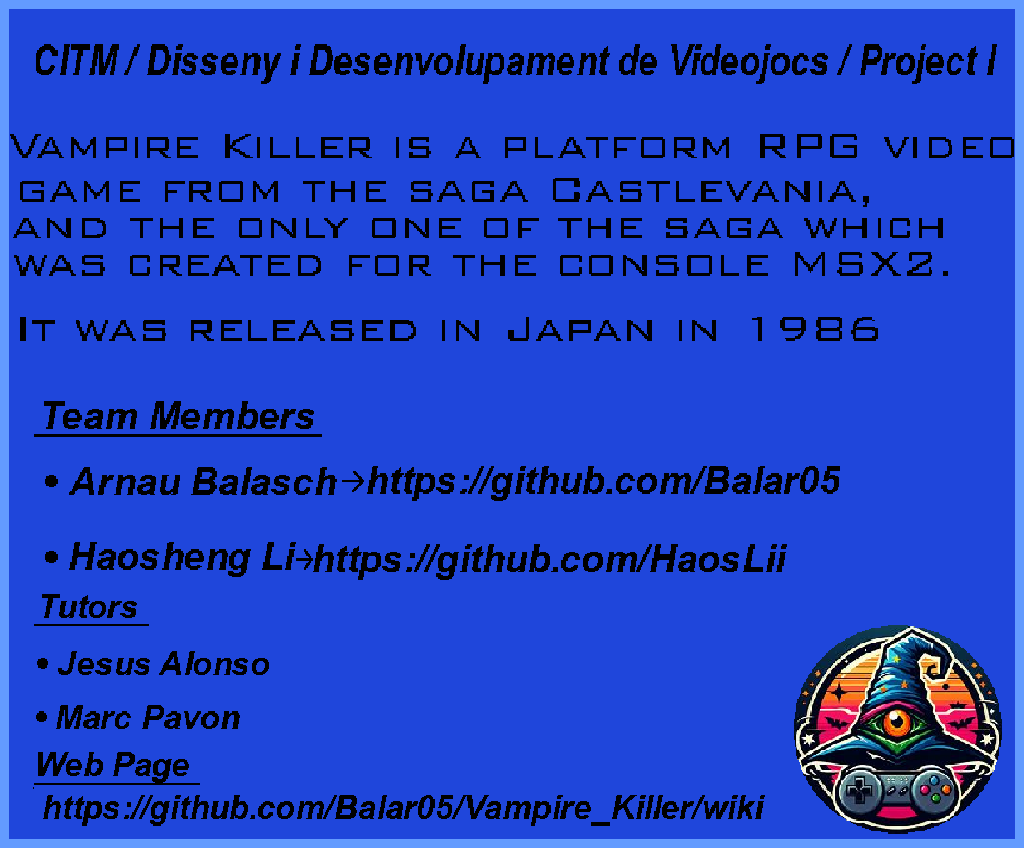 CITM / Disseny i Desenvolupament de Videojocs / Project I
Vampire Killer is a platform RPG video
game from the saga Castlevania,
and the only one of the saga which
was created for the console MSX2.
It was released in Japan in 1986
Team Members
• Arnau Balasch→https://github.com/Balar05
• Haosheng Li→https://github.com/HaosLii
Tutors
• Jesus Alonso
• Marc Pavon
Web Page
https://github.com/Balar05/Vampire_Killer/wiki